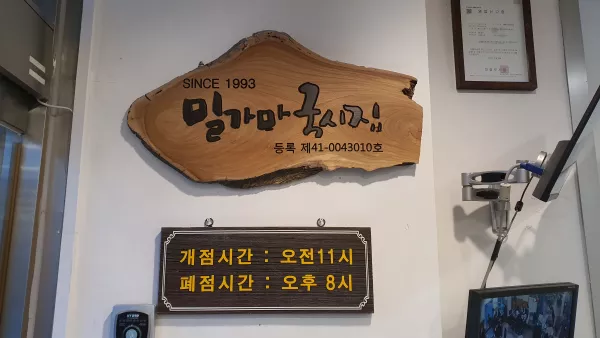 SINCE 1993
밀가마국시집
등록 제41-0043010호
개점시간 : 오전11시
폐점시간 : 오후 8시